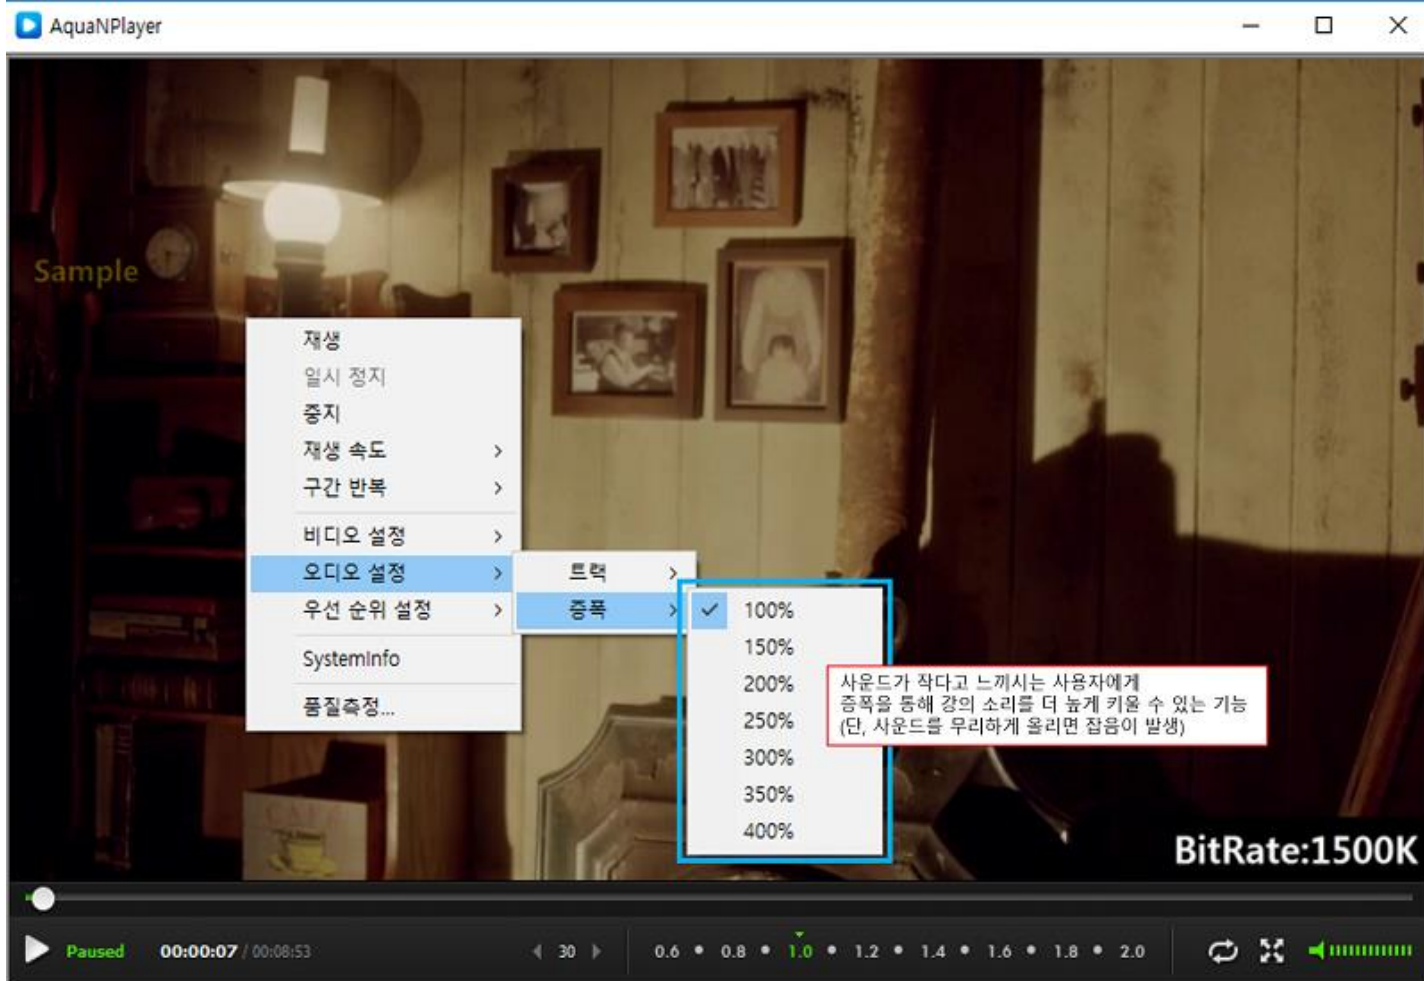 AquaNPlayer
Sample
재생
일시 정지
중지
재생 속도
구간 반복
비디오 설정
오디오 설정
우선 순위 설정
SystemInfo
품질측정...
트랙
증폭
100%
150%
200%
250%
300%
350%
400%
사운드가 작다고 느끼시는 사용자에게
증폭을 통해 강의 소리를 더 높게 키울 수 있는 기능
(단, 사운드를 무리하게 올리면 잡음이 발생)
BitRate:1500K
Paused 00:00:07 / 00:08:53 30 0.6 0.8 1.0 1.2 1.4 1.6 1.8 2.0